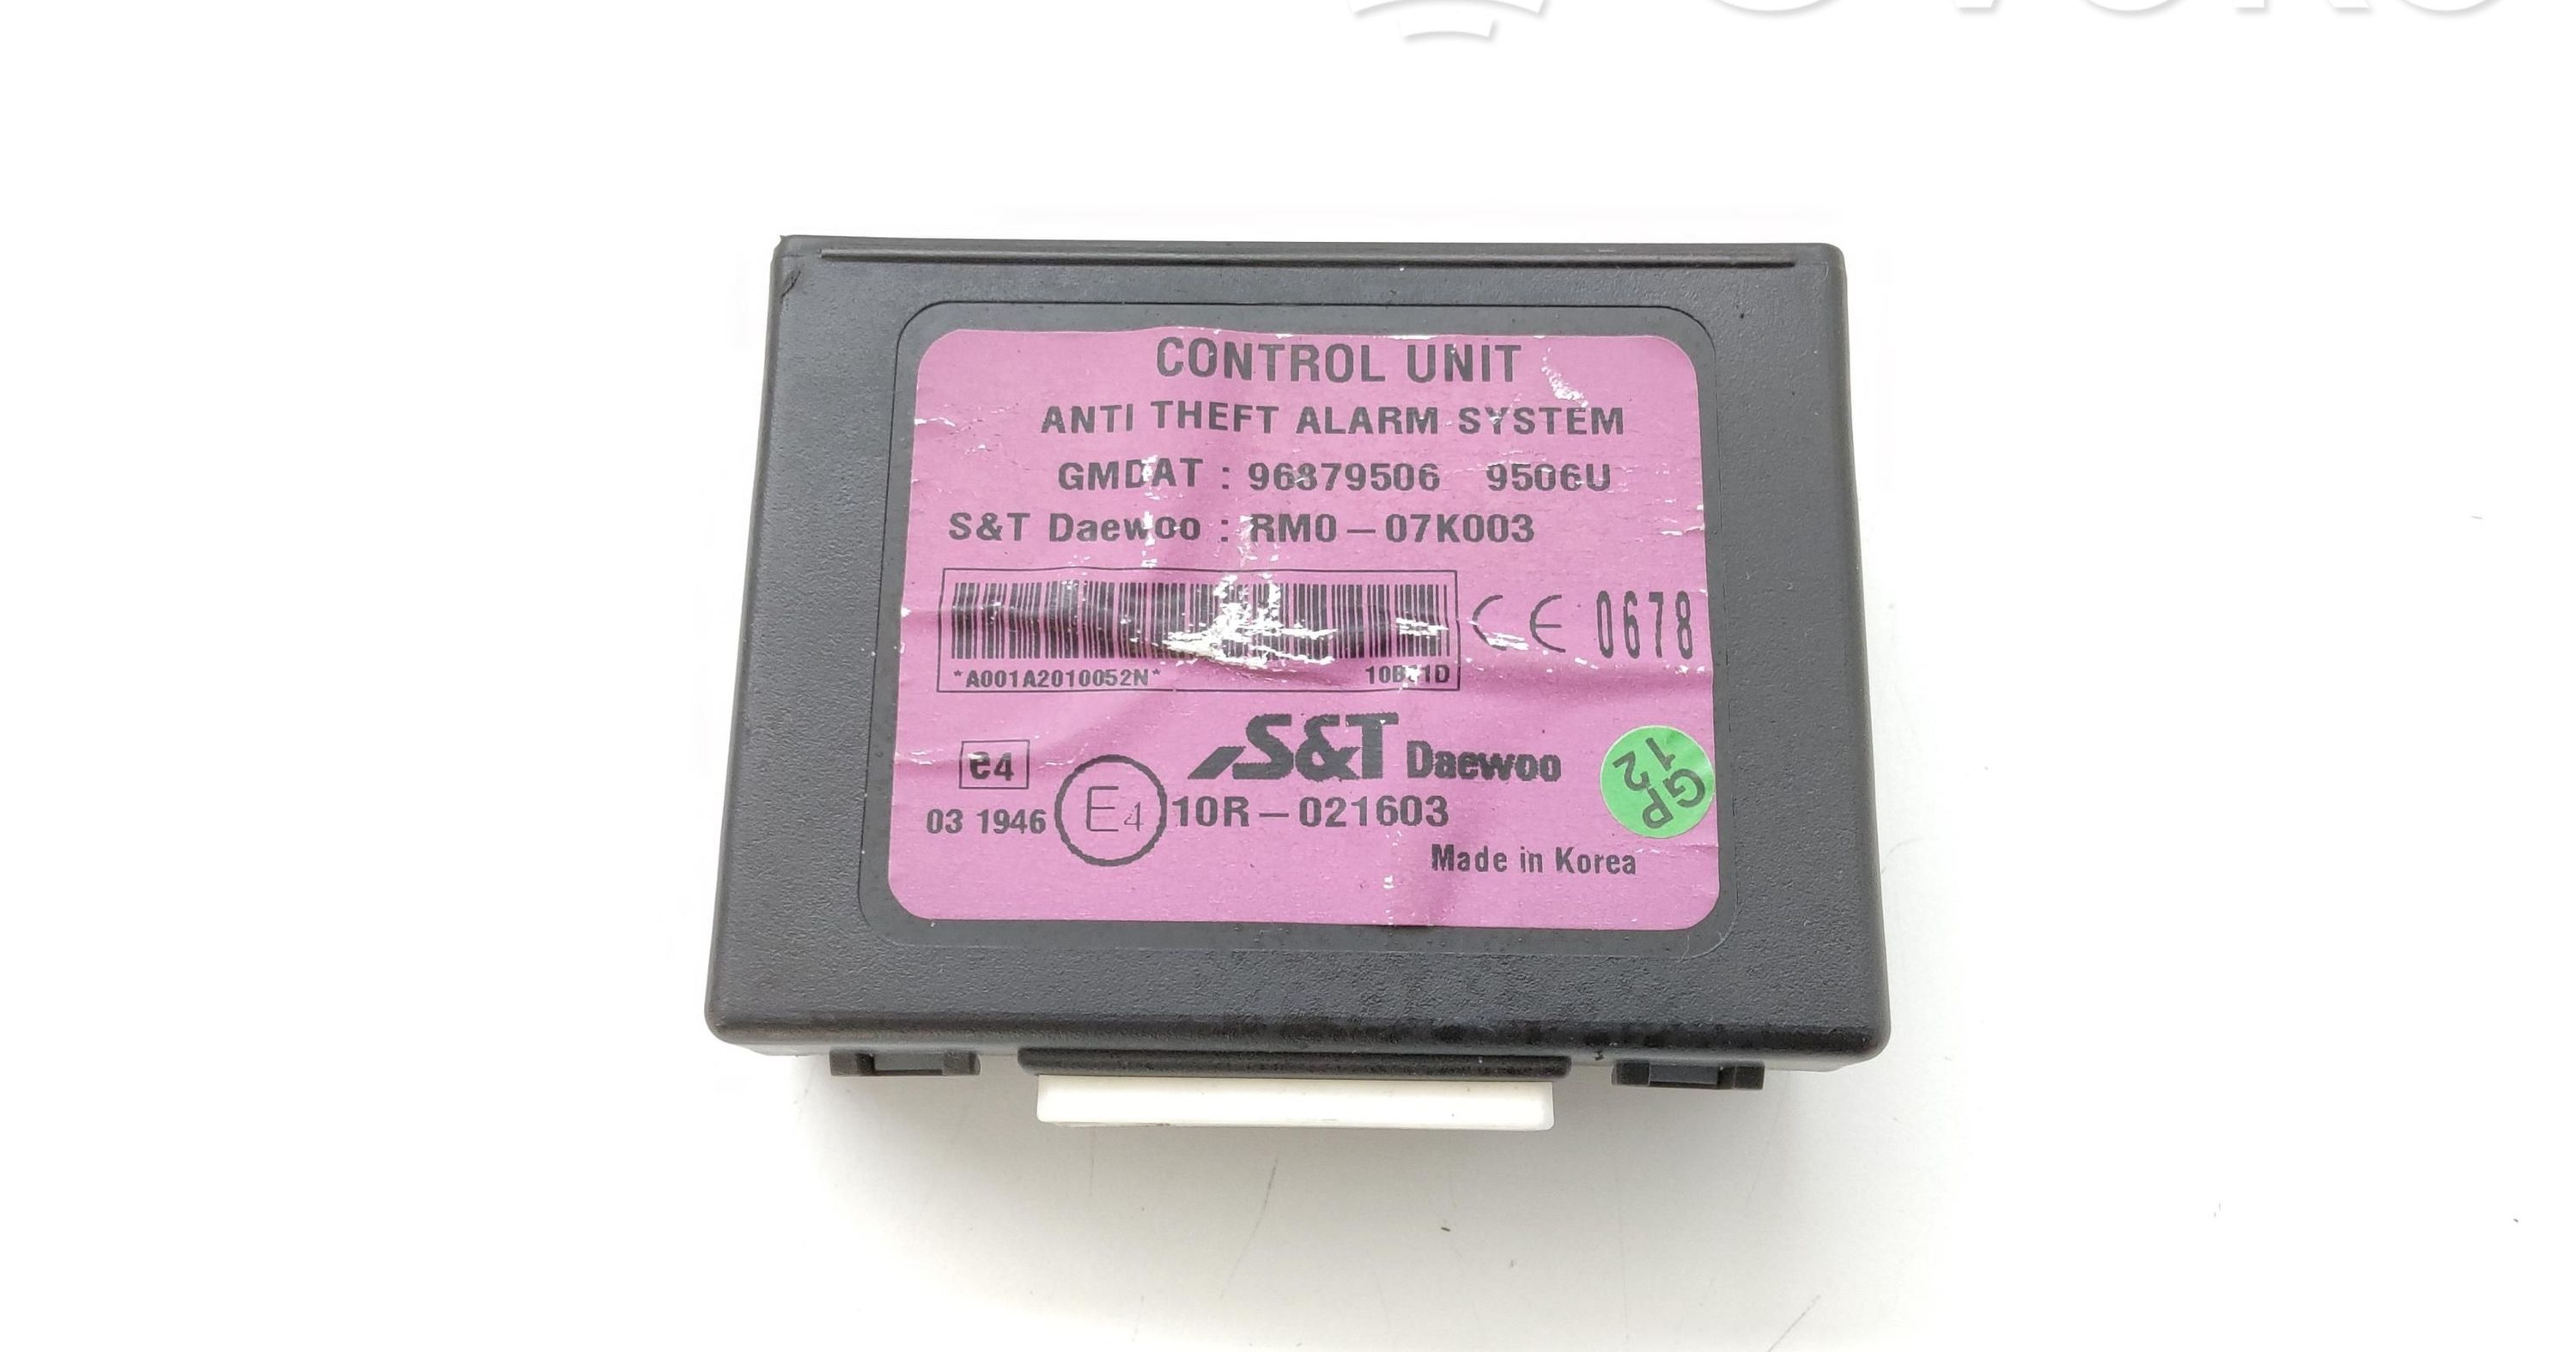 CONTROL UNIT
ANTI THEFT ALARM SYSTEM
GMDAT : 96879506 9506U
S&T Daewoo : RM0-07K003
*A001A2010052N*
CE 0678
S&T Daewoo
e4
03 1946 E4 10R-021603
GP
12
Made in Korea